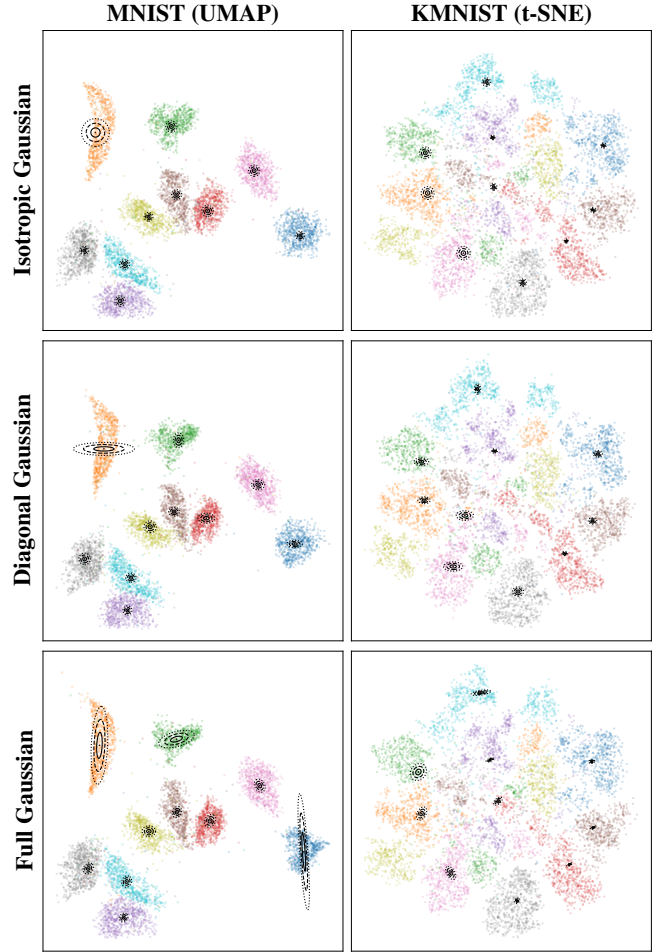 MNIST (UMAP)
KMNIST (t-SNE)
Isotropic Gaussian
Diagonal Gaussian
Full Gaussian